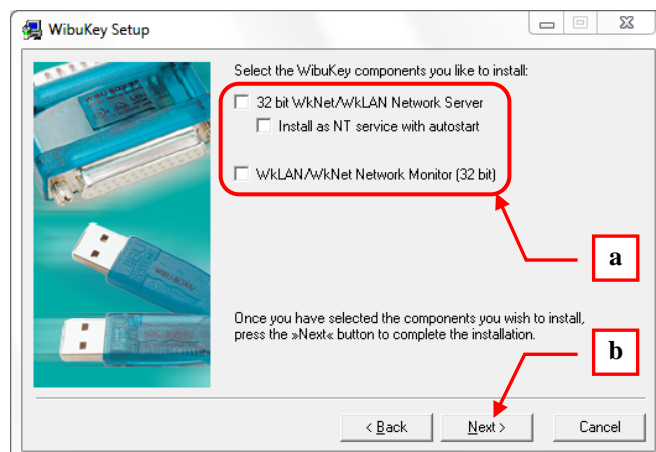 WibuKey Setup
Select the WibuKey components you like to install:
32 bit WkNet/WkLAN Network Server
Install as NT service with autostart
WkLAN/WkNet Network Monitor (32 bit)
a
Once you have selected the components you wish to install,
press the »Next« button to complete the installation.
b
< Back
Next >
Cancel